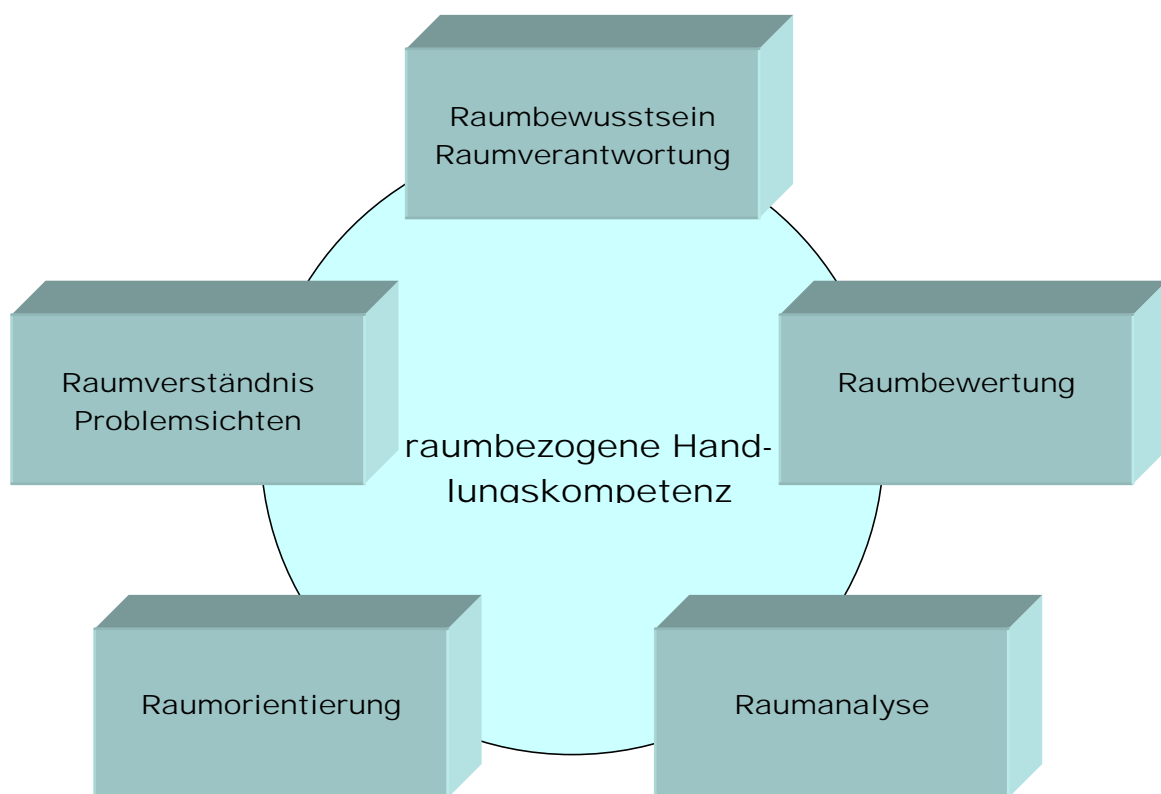 Raumbewusstsein
Raumverantwortung
Raumverständnis
Problemsichten
Raumbewertung
raumbezogene Hand-
lungskompetenz
Raumorientierung
Raumanalyse